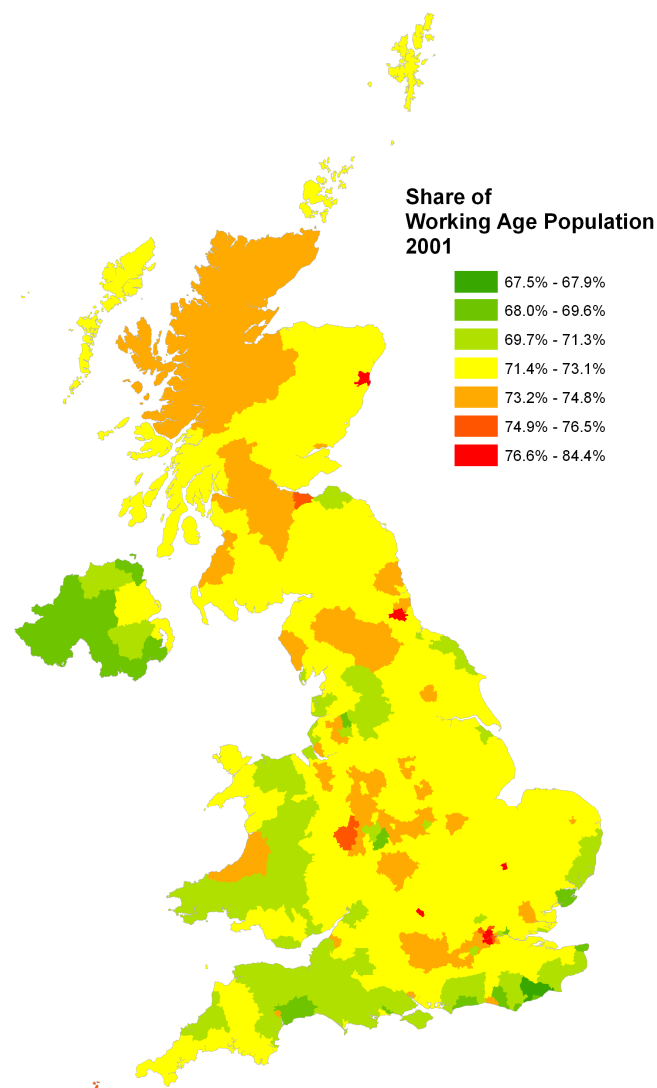 Share of
Working Age Population
2001
67.5% - 67.9%
68.0% - 69.6%
69.7% - 71.3%
71.4% - 73.1%
73.2% - 74.8%
74.9% - 76.5%
76.6% - 84.4%